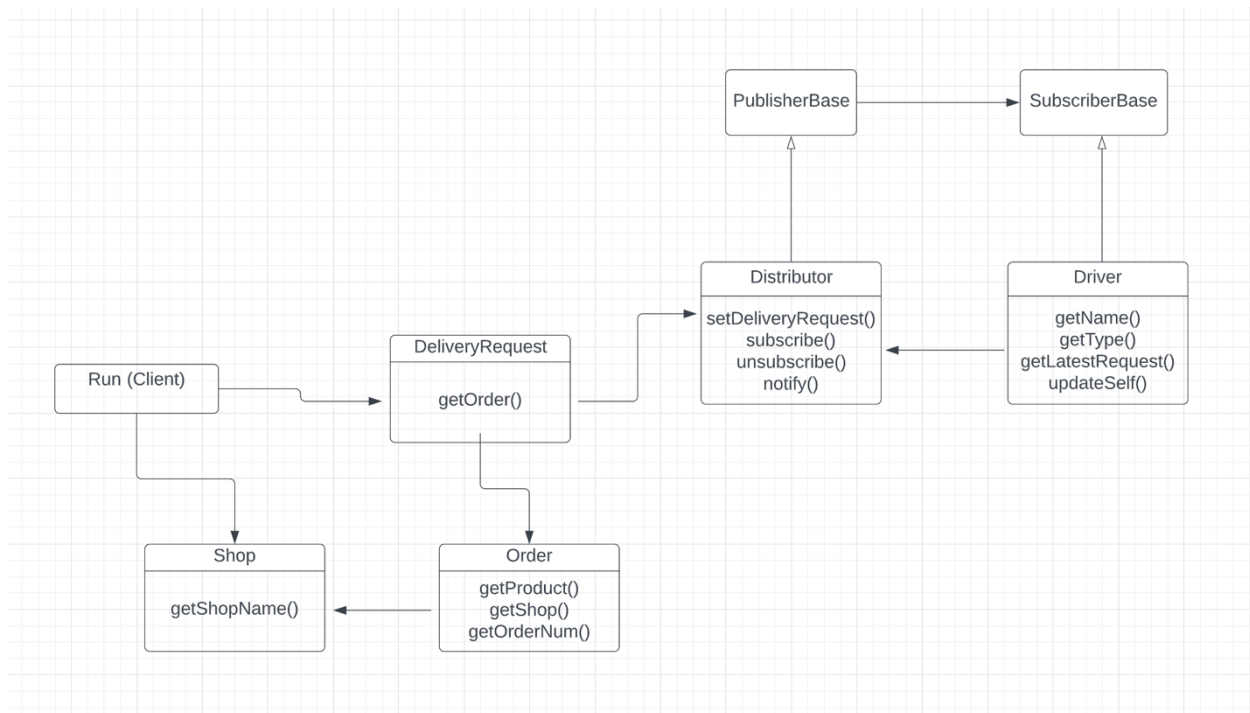 PublisherBase
SubscriberBase
Distributor
setDeliveryRequest()
subscribe()
unsubscribe()
notify()
Driver
getName()
getType()
getLatestRequest()
updateSelf()
DeliveryRequest
getOrder()
Run (Client)
Shop
getShopName()
Order
getProduct()
getShop()
getOrderNum()